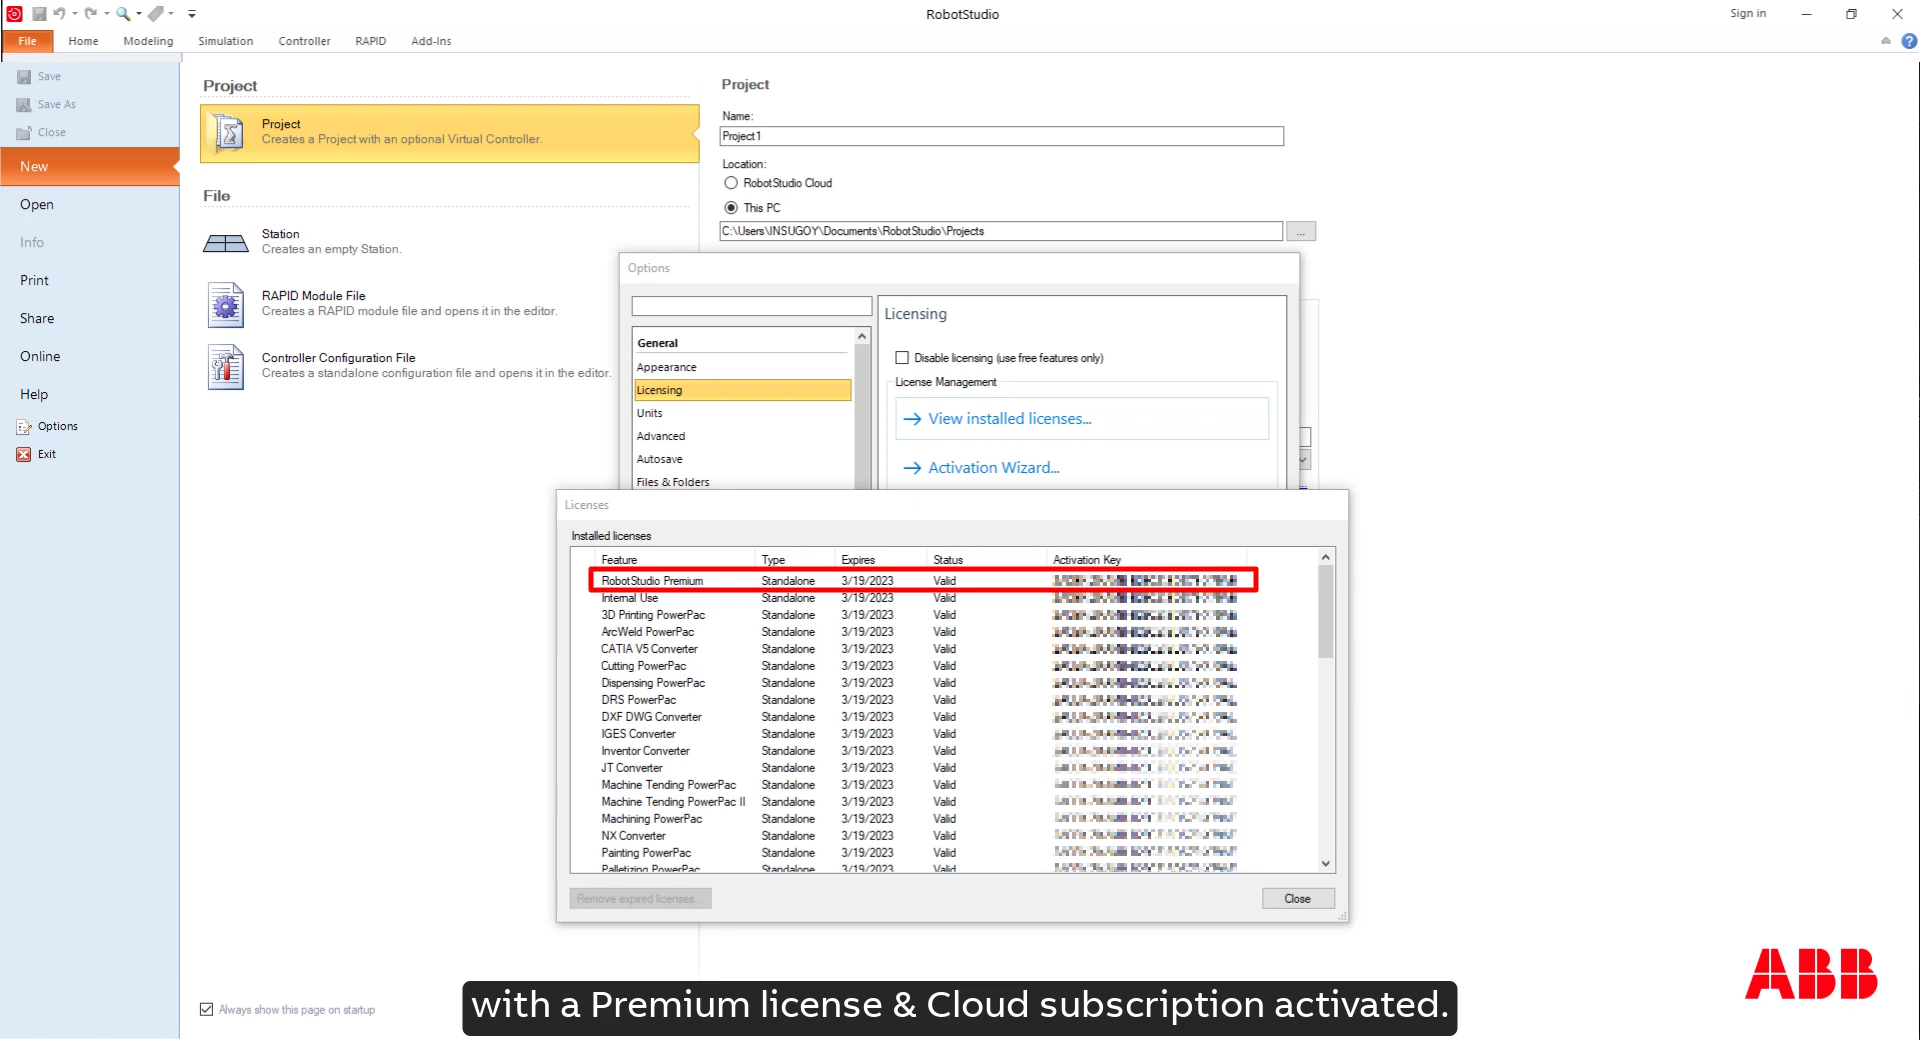 RobotStudio
Sign in
File Home Modeling Simulation Controller RAPID Add-Ins
Save
Save As
Close
New
Open
Info
Print
Share
Online
Help
Options
Exit
Project
Project
Creates a Project with an optional Virtual Controller.
File
Station
Creates an empty Station.
RAPID Module File
Creates a RAPID module file and opens it in the editor.
Controller Configuration File
Creates a standalone configuration file and opens it in the editor.
Always show this page on startup
Project
Name:
Project1
Location:
RobotStudio Cloud
This PC
C:\Users\INSUGOY\Documents\RobotStudio\Projects
...
Options
General
Appearance
Licensing
Units
Advanced
Autosave
Files & Folders
Licensing
Disable licensing (use free features only)
License Management
View installed licenses...
Activation Wizard...
Licenses
Installed licenses
Feature Type Expires Status Activation Key
RobotStudio Premium Standalone 3/19/2023 Valid
Internal Use Standalone 3/19/2023 Valid
3D Printing PowerPac Standalone 3/19/2023 Valid
ArcWeld PowerPac Standalone 3/19/2023 Valid
CATIA V5 Converter Standalone 3/19/2023 Valid
Cutting PowerPac Standalone 3/19/2023 Valid
Dispensing PowerPac Standalone 3/19/2023 Valid
DRS PowerPac Standalone 3/19/2023 Valid
DXF DWG Converter Standalone 3/19/2023 Valid
IGES Converter Standalone 3/19/2023 Valid
Inventor Converter Standalone 3/19/2023 Valid
JT Converter Standalone 3/19/2023 Valid
Machine Tending PowerPac Standalone 3/19/2023 Valid
Machine Tending PowerPac II Standalone 3/19/2023 Valid
Machining PowerPac Standalone 3/19/2023 Valid
NX Converter Standalone 3/19/2023 Valid
Painting PowerPac Standalone 3/19/2023 Valid
Palletizing PowerPac Standalone 3/19/2023 Valid
Remove expired licenses...
Close
ABB
with a Premium license & Cloud subscription activated.